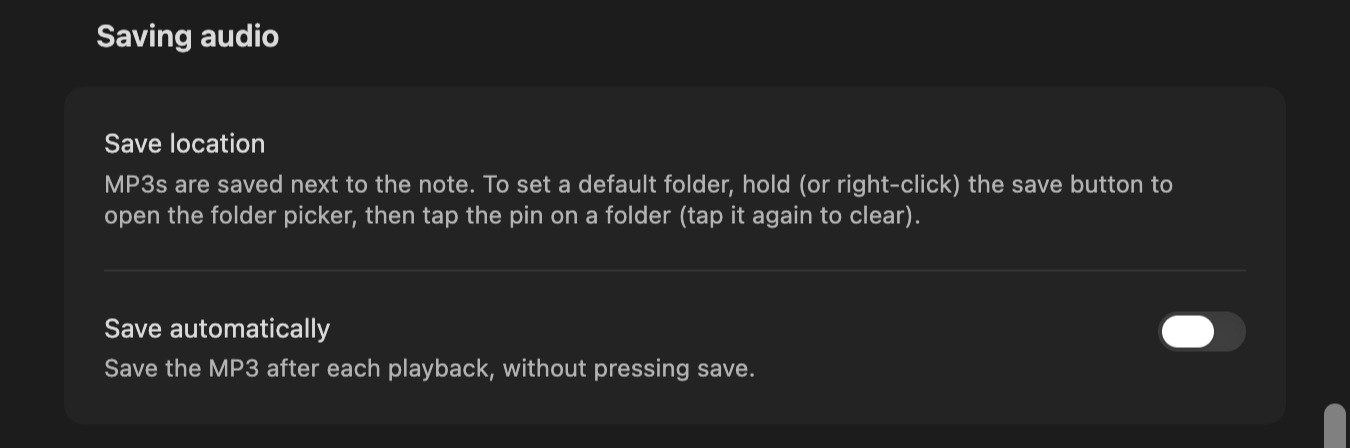 Saving audio
Save location
MP3s are saved next to the note. To set a default folder, hold (or right-click) the save button to
open the folder picker, then tap the pin on a folder (tap it again to clear).
Save automatically
Save the MP3 after each playback, without pressing save.